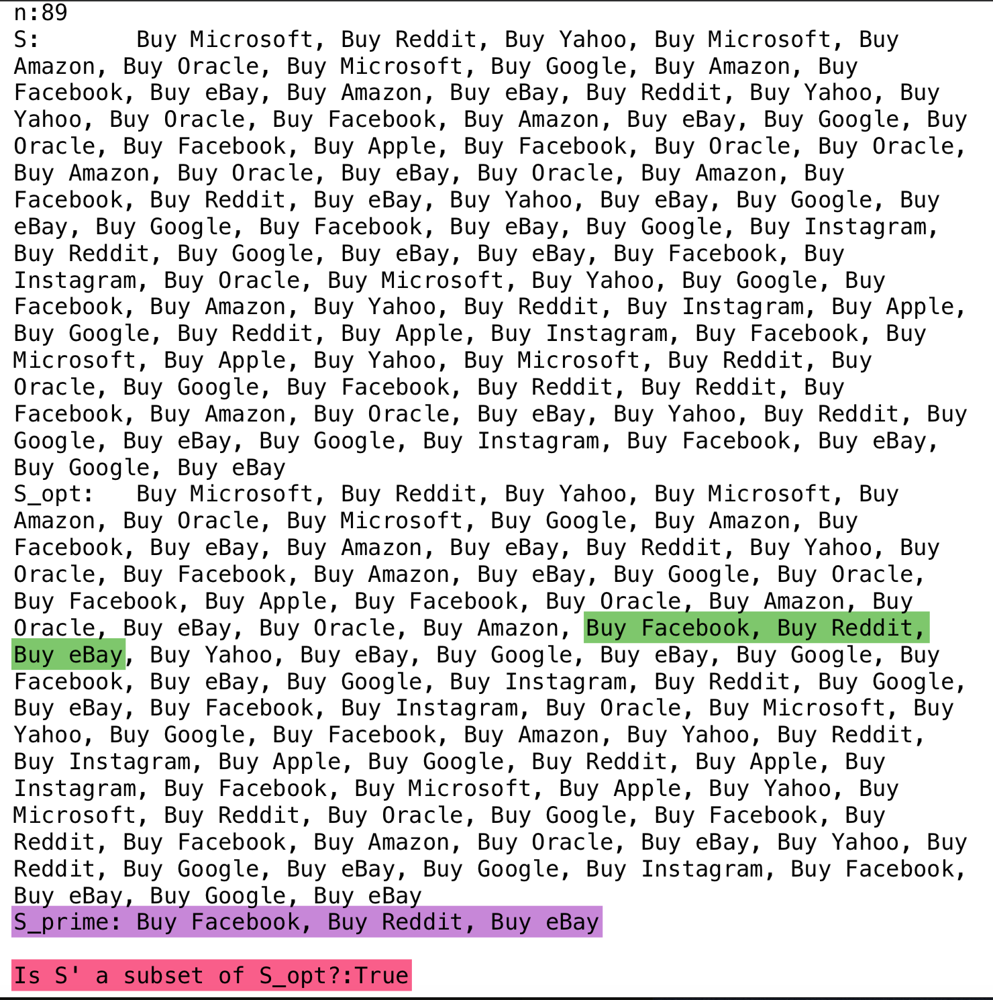 n:89
S:       Buy Microsoft, Buy Reddit, Buy Yahoo, Buy Microsoft, Buy
Amazon, Buy Oracle, Buy Microsoft, Buy Google, Buy Amazon, Buy
Facebook, Buy eBay, Buy Amazon, Buy eBay, Buy Reddit, Buy Yahoo, Buy
Yahoo, Buy Oracle, Buy Facebook, Buy Amazon, Buy eBay, Buy Google, Buy
Oracle, Buy Facebook, Buy Apple, Buy Facebook, Buy Oracle, Buy Oracle,
Buy Amazon, Buy Oracle, Buy eBay, Buy Oracle, Buy Amazon, Buy
Facebook, Buy Reddit, Buy eBay, Buy Yahoo, Buy eBay, Buy Google, Buy
eBay, Buy Google, Buy Facebook, Buy eBay, Buy Google, Buy Instagram,
Buy Reddit, Buy Google, Buy eBay, Buy eBay, Buy Facebook, Buy
Instagram, Buy Oracle, Buy Microsoft, Buy Yahoo, Buy Google, Buy
Facebook, Buy Amazon, Buy Yahoo, Buy Reddit, Buy Instagram, Buy Apple,
Buy Google, Buy Reddit, Buy Apple, Buy Instagram, Buy Facebook, Buy
Microsoft, Buy Apple, Buy Yahoo, Buy Microsoft, Buy Reddit, Buy
Oracle, Buy Google, Buy Facebook, Buy Reddit, Buy Reddit, Buy
Facebook, Buy Amazon, Buy Oracle, Buy eBay, Buy Yahoo, Buy Reddit, Buy
Google, Buy eBay, Buy Google, Buy Instagram, Buy Facebook, Buy eBay,
Buy Google, Buy eBay
S_opt:   Buy Microsoft, Buy Reddit, Buy Yahoo, Buy Microsoft, Buy
Amazon, Buy Oracle, Buy Microsoft, Buy Google, Buy Amazon, Buy
Facebook, Buy eBay, Buy Amazon, Buy eBay, Buy Reddit, Buy Yahoo, Buy
Oracle, Buy Facebook, Buy Amazon, Buy eBay, Buy Google, Buy Oracle,
Buy Facebook, Buy Apple, Buy Facebook, Buy Oracle, Buy Amazon, Buy
Oracle, Buy eBay, Buy Oracle, Buy Amazon, Buy Facebook, Buy Reddit,
Buy eBay, Buy Yahoo, Buy eBay, Buy Google, Buy eBay, Buy Google, Buy
Facebook, Buy eBay, Buy Google, Buy Instagram, Buy Reddit, Buy Google,
Buy eBay, Buy Facebook, Buy Instagram, Buy Oracle, Buy Microsoft, Buy
Yahoo, Buy Google, Buy Facebook, Buy Amazon, Buy Yahoo, Buy Reddit,
Buy Instagram, Buy Apple, Buy Google, Buy Reddit, Buy Apple, Buy
Instagram, Buy Facebook, Buy Microsoft, Buy Apple, Buy Yahoo, Buy
Microsoft, Buy Reddit, Buy Oracle, Buy Google, Buy Facebook, Buy
Reddit, Buy Facebook, Buy Amazon, Buy Oracle, Buy eBay, Buy Yahoo, Buy
Reddit, Buy Google, Buy eBay, Buy Google, Buy Instagram, Buy Facebook,
Buy eBay, Buy Google, Buy eBay
S_prime: Buy Facebook, Buy Reddit, Buy eBay
Is S' a subset of S_opt?:True